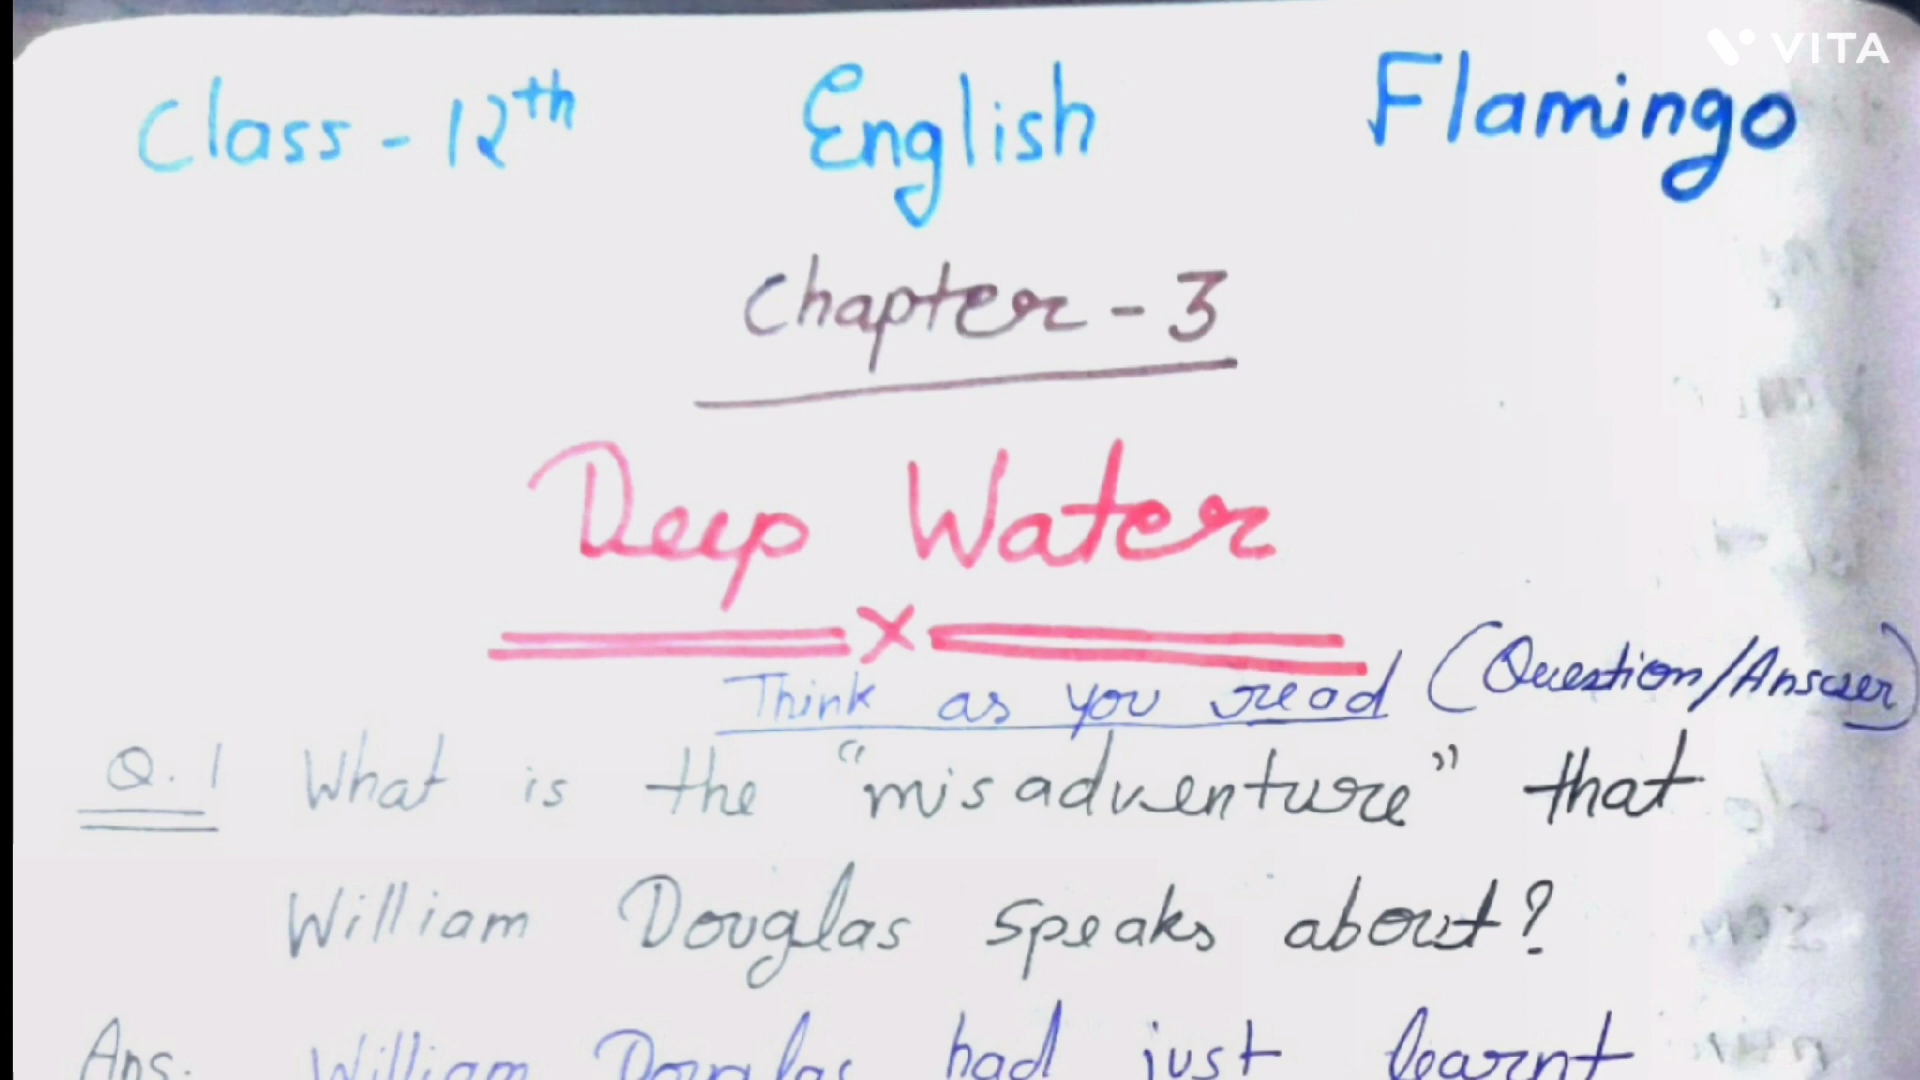 VITA
Class - 12th English Flamingo
Chapter - 3
Deep Water
Think as you read (Question/Answer)
Q.1 What is the "misadventure" that
William Douglas speaks about?
Ans. William Douglas had just learnt